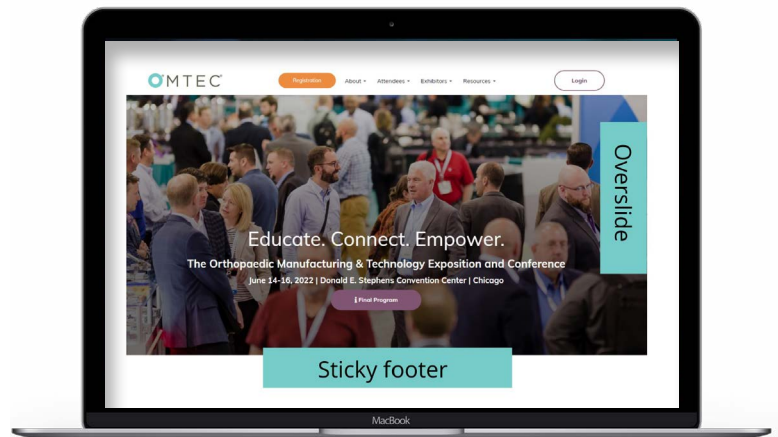 OMTEC
Registration About Attendees Exhibitors Resources Login
Overslide
Educate. Connect. Empower.
The Orthopaedic Manufacturing & Technology Exposition and Conference
June 14-16, 2022 | Donald E. Stephens Convention Center | Chicago
Final Program
Sticky footer
MacBook